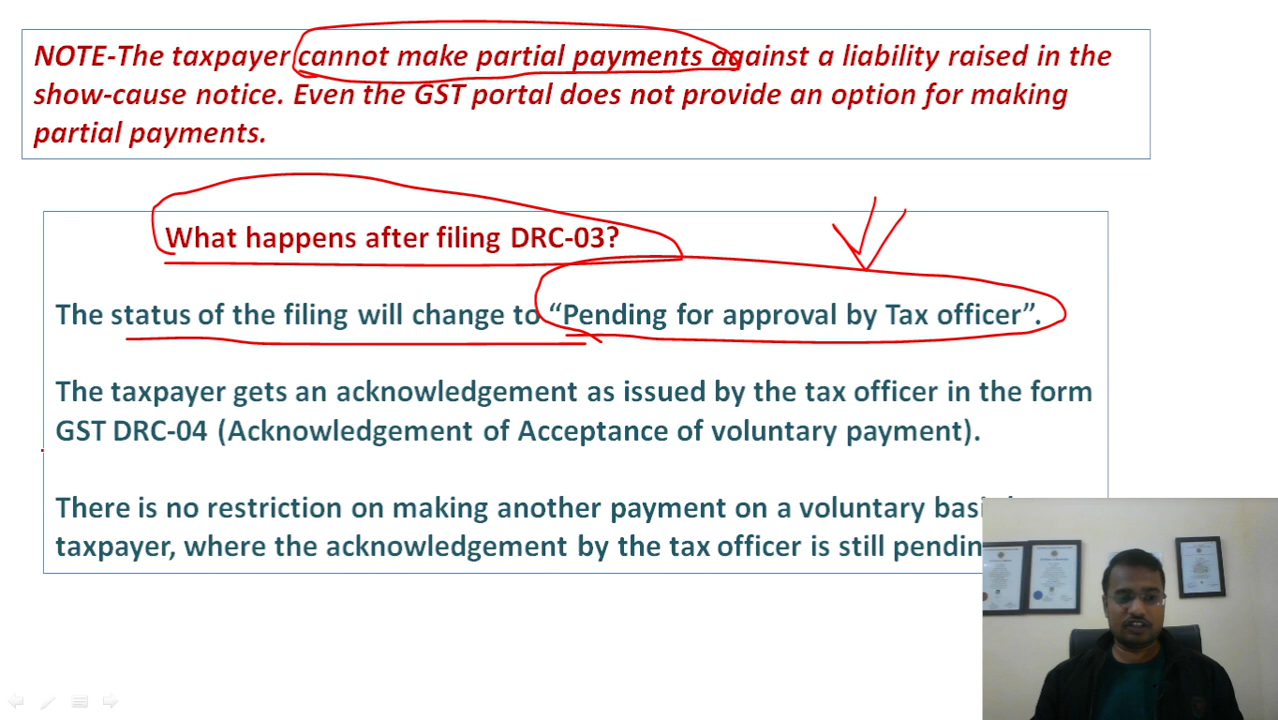 NOTE-The taxpayer cannot make partial payments against a liability raised in the
show-cause notice. Even the GST portal does not provide an option for making
partial payments.
What happens after filing DRC-03?
The status of the filing will change to “Pending for approval by Tax officer”.
The taxpayer gets an acknowledgement as issued by the tax officer in the form
GST DRC-04 (Acknowledgement of Acceptance of voluntary payment).
There is no restriction on making another payment on a voluntary
taxpayer, where the acknowledgement by the tax officer is still